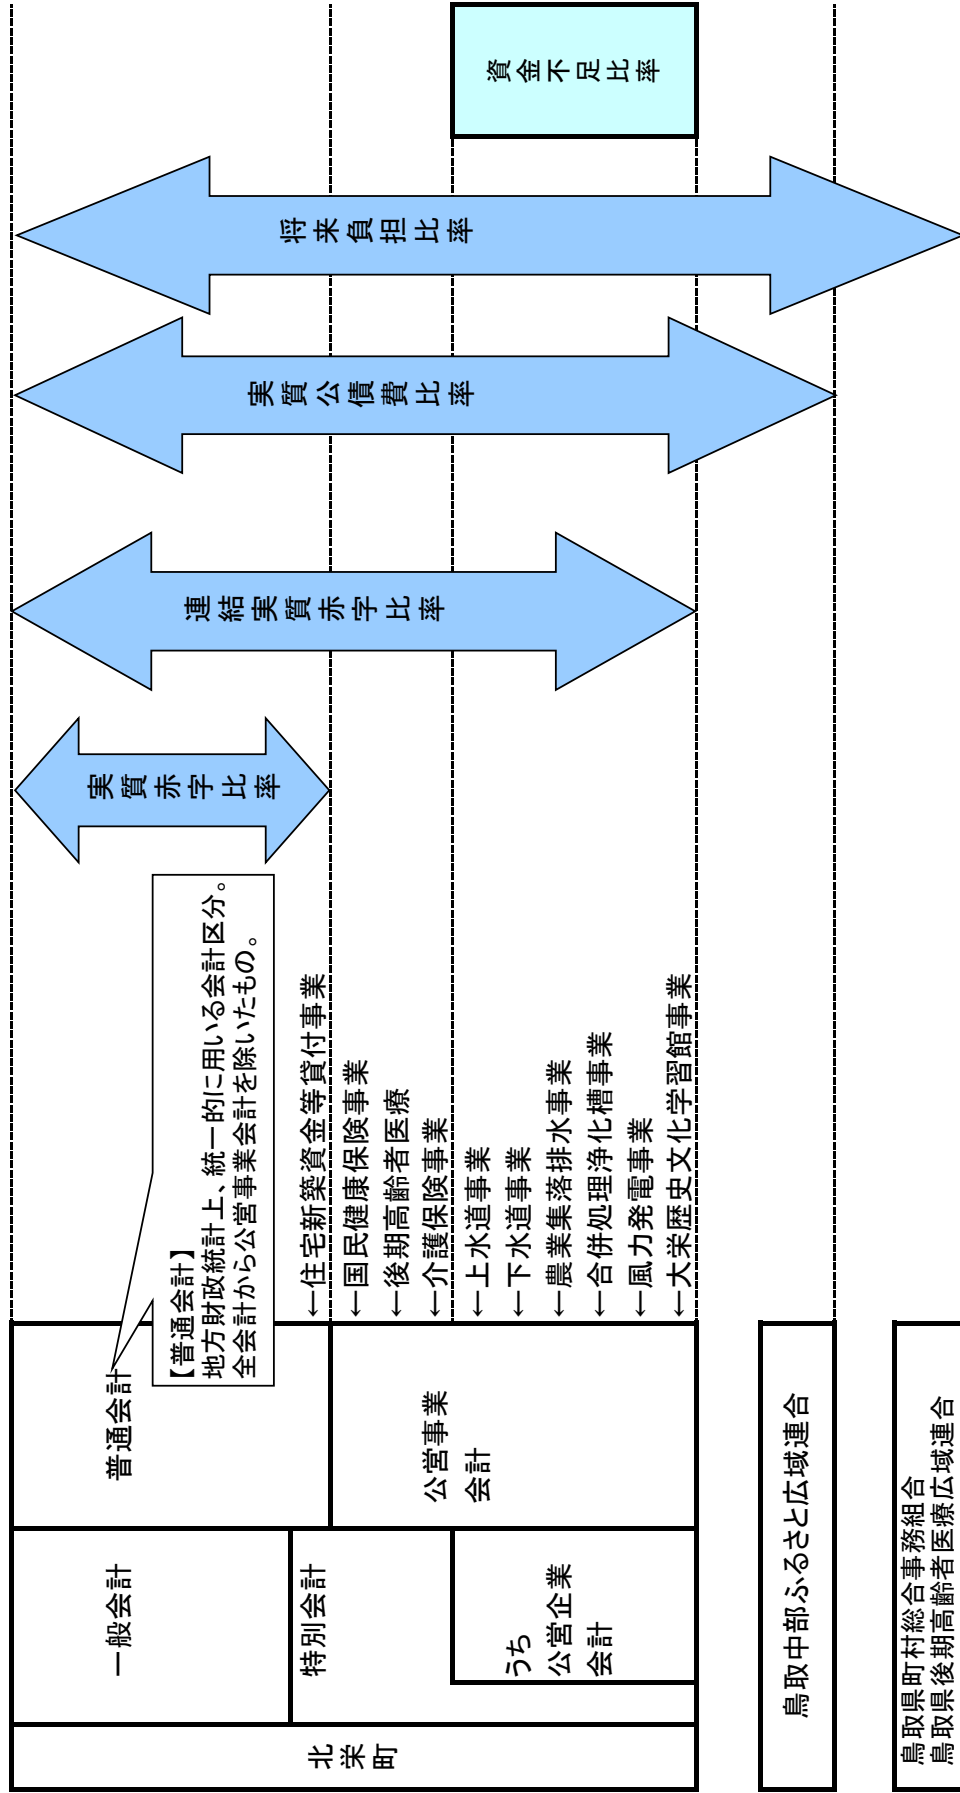 北栄町
一般会計
特別会計
うち
公営企業
会計
普通会計
公営事業
会計
【普通会計】
地方財政統計上、統一的に用いる会計区分。
全会計から公営事業会計を除いたもの。
←住宅新築資金等貸付事業
←国民健康保険事業
←後期高齢者医療
←介護保険事業
←上水道事業
←下水道事業
←農業集落排水事業
←合併処理浄化槽事業
←風力発電事業
←大栄歴史文化学習館事業
実質赤字比率
連結実質赤字比率
実質公債費比率
将来負担比率
資金不足比率
鳥取中部ふるさと広域連合
鳥取県町村総合事務組合
鳥取県後期高齢者医療広域連合